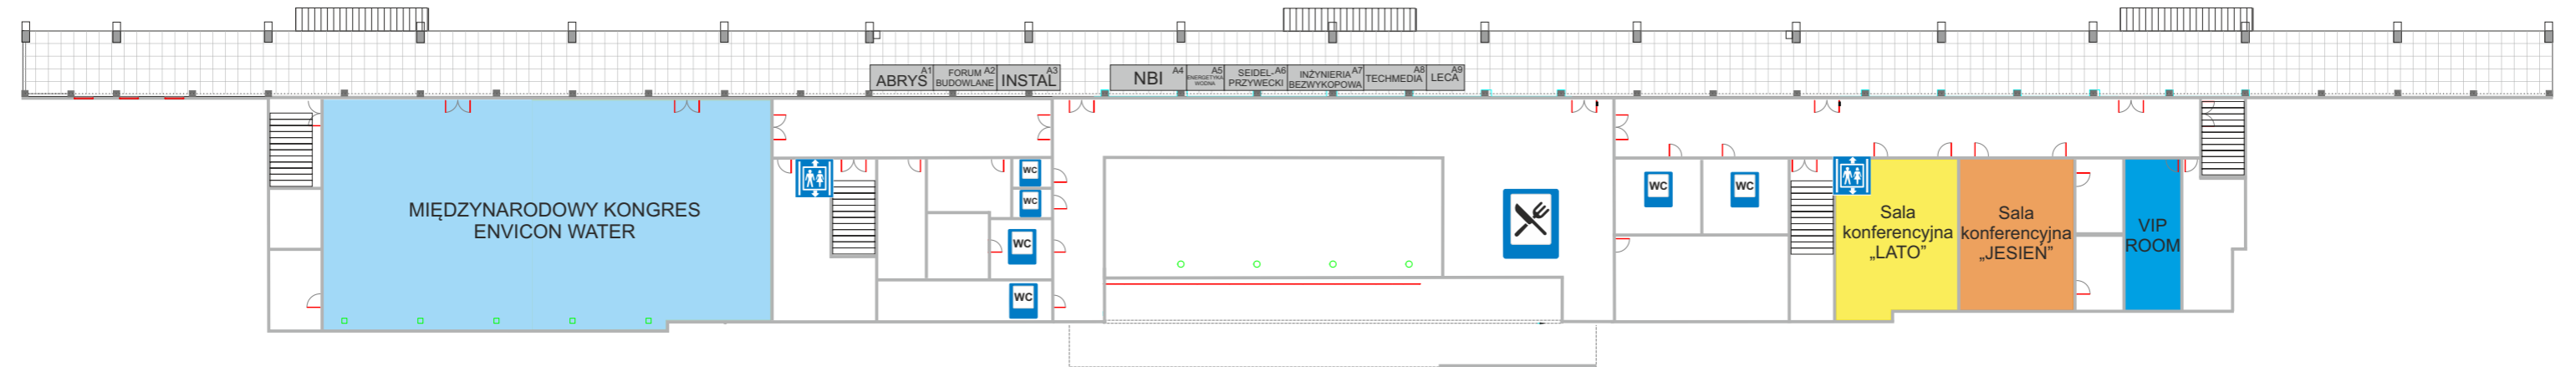 ABRYS A1
FORUM BUDOWLANE A2
INSTAL A3
NBI A4
ENERGETYKA WODNA A5
SEIDEL-PRZYWECKI A6
INŻYNIERIA BEZWYKOPOWA A7
TECHMEDIA A8
LECA A9
MIĘDZYNARODOWY KONGRES
ENVICON WATER
WC
WC
WC
WC
WC
WC
Sala
konferencyjna
„LATO”
Sala
konferencyjna
„JESIEŃ”
VIP
ROOM